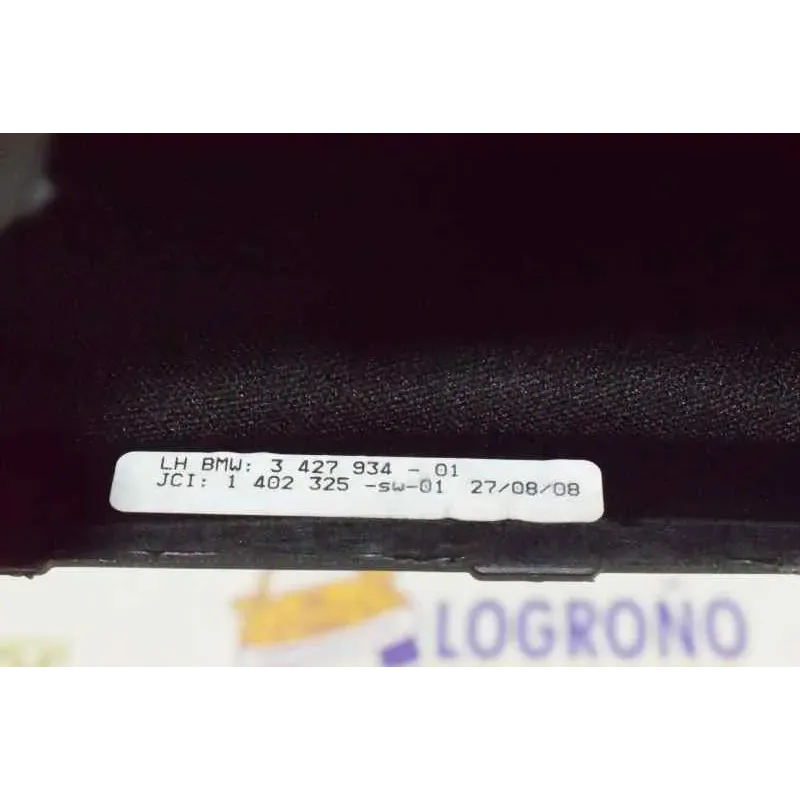 LH BMW: 3 427 934 - 01
JCI: 1 402 325 -sw-01 27/08/08
LOGRONO